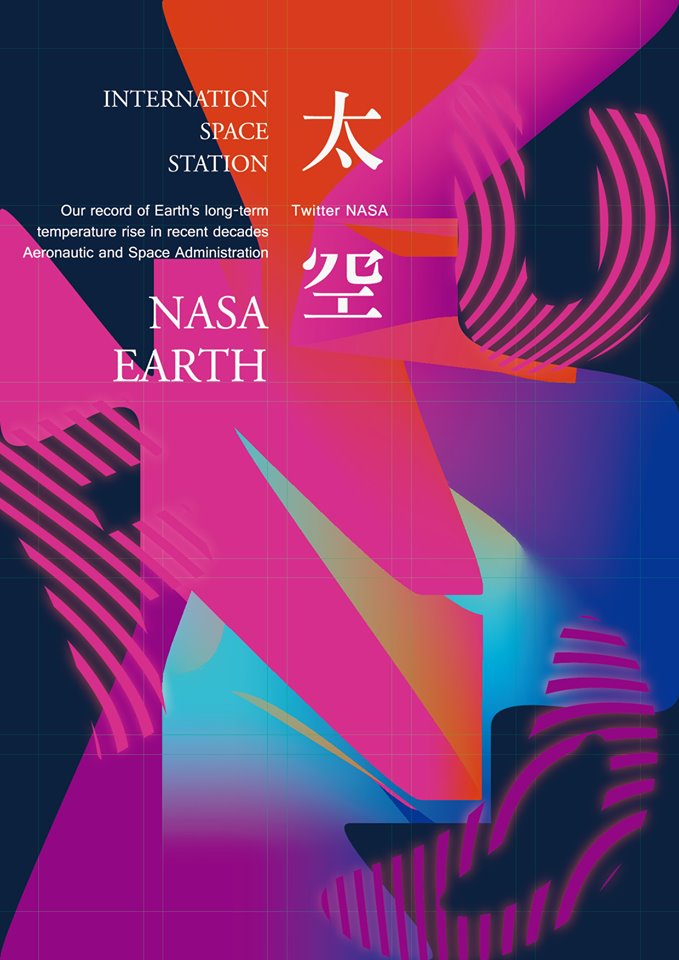 INTERNATION
SPACE
STATION
Our record of Earth's long-term
temperature rise in recent decades
Aeronautic and Space Administration
NASA
EARTH
太
Twitter NASA
空